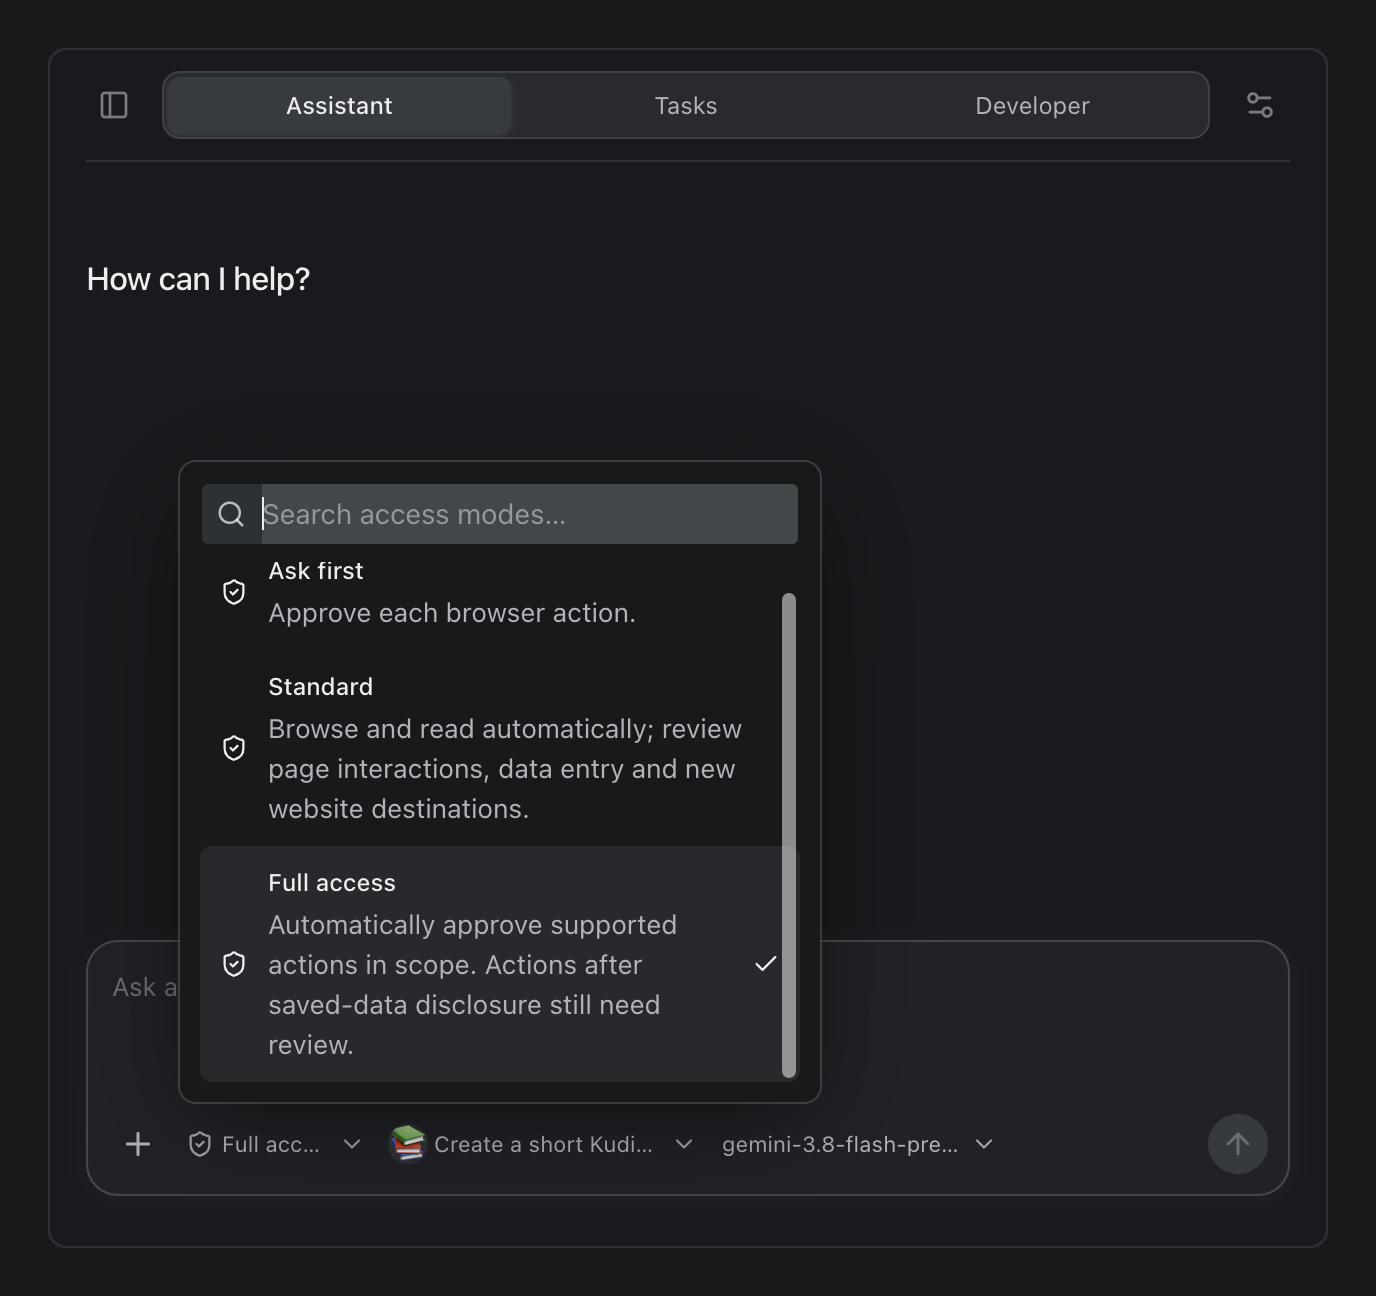 Assistant
Tasks
Developer
How can I help?
Search access modes...
Ask first
Approve each browser action.
Standard
Browse and read automatically; review
page interactions, data entry and new
website destinations.
Full access
Automatically approve supported
actions in scope. Actions after
saved-data disclosure still need
review.
Ask a
Full acc...
Create a short Kudi...
gemini-3.8-flash-pre...